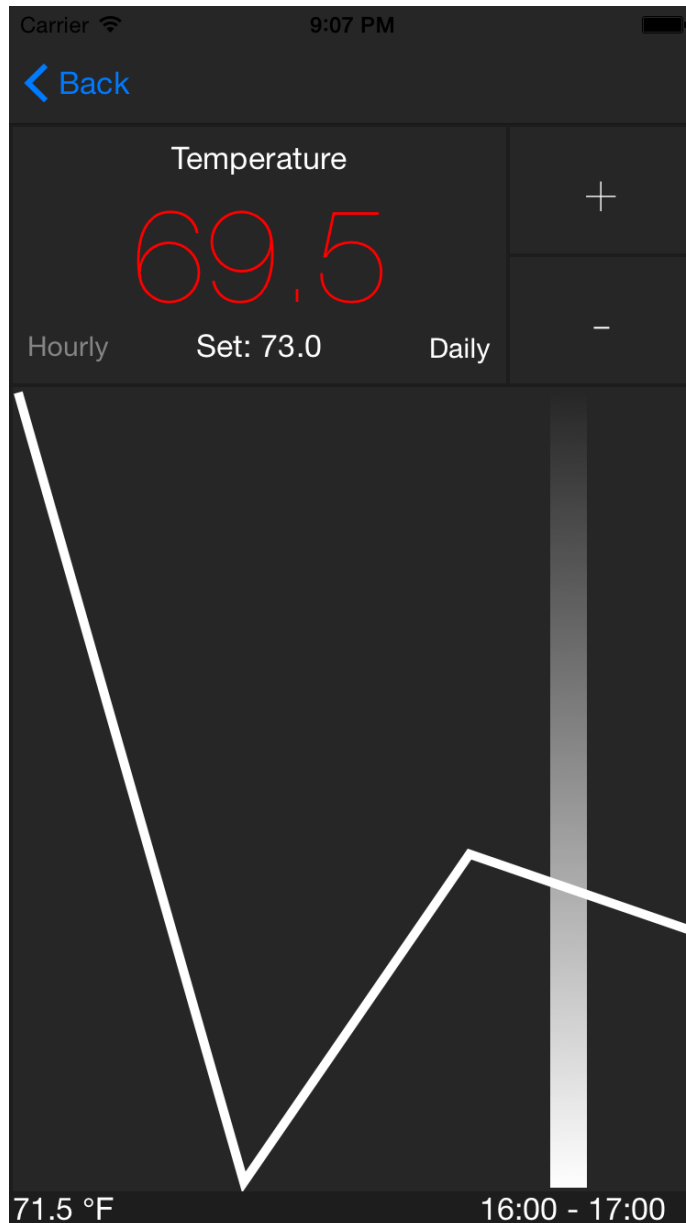 Carrier 9:07 PM
Back
Temperature
+
69.5
-
Hourly Set: 73.0 Daily
71.5 °F 16:00 - 17:00